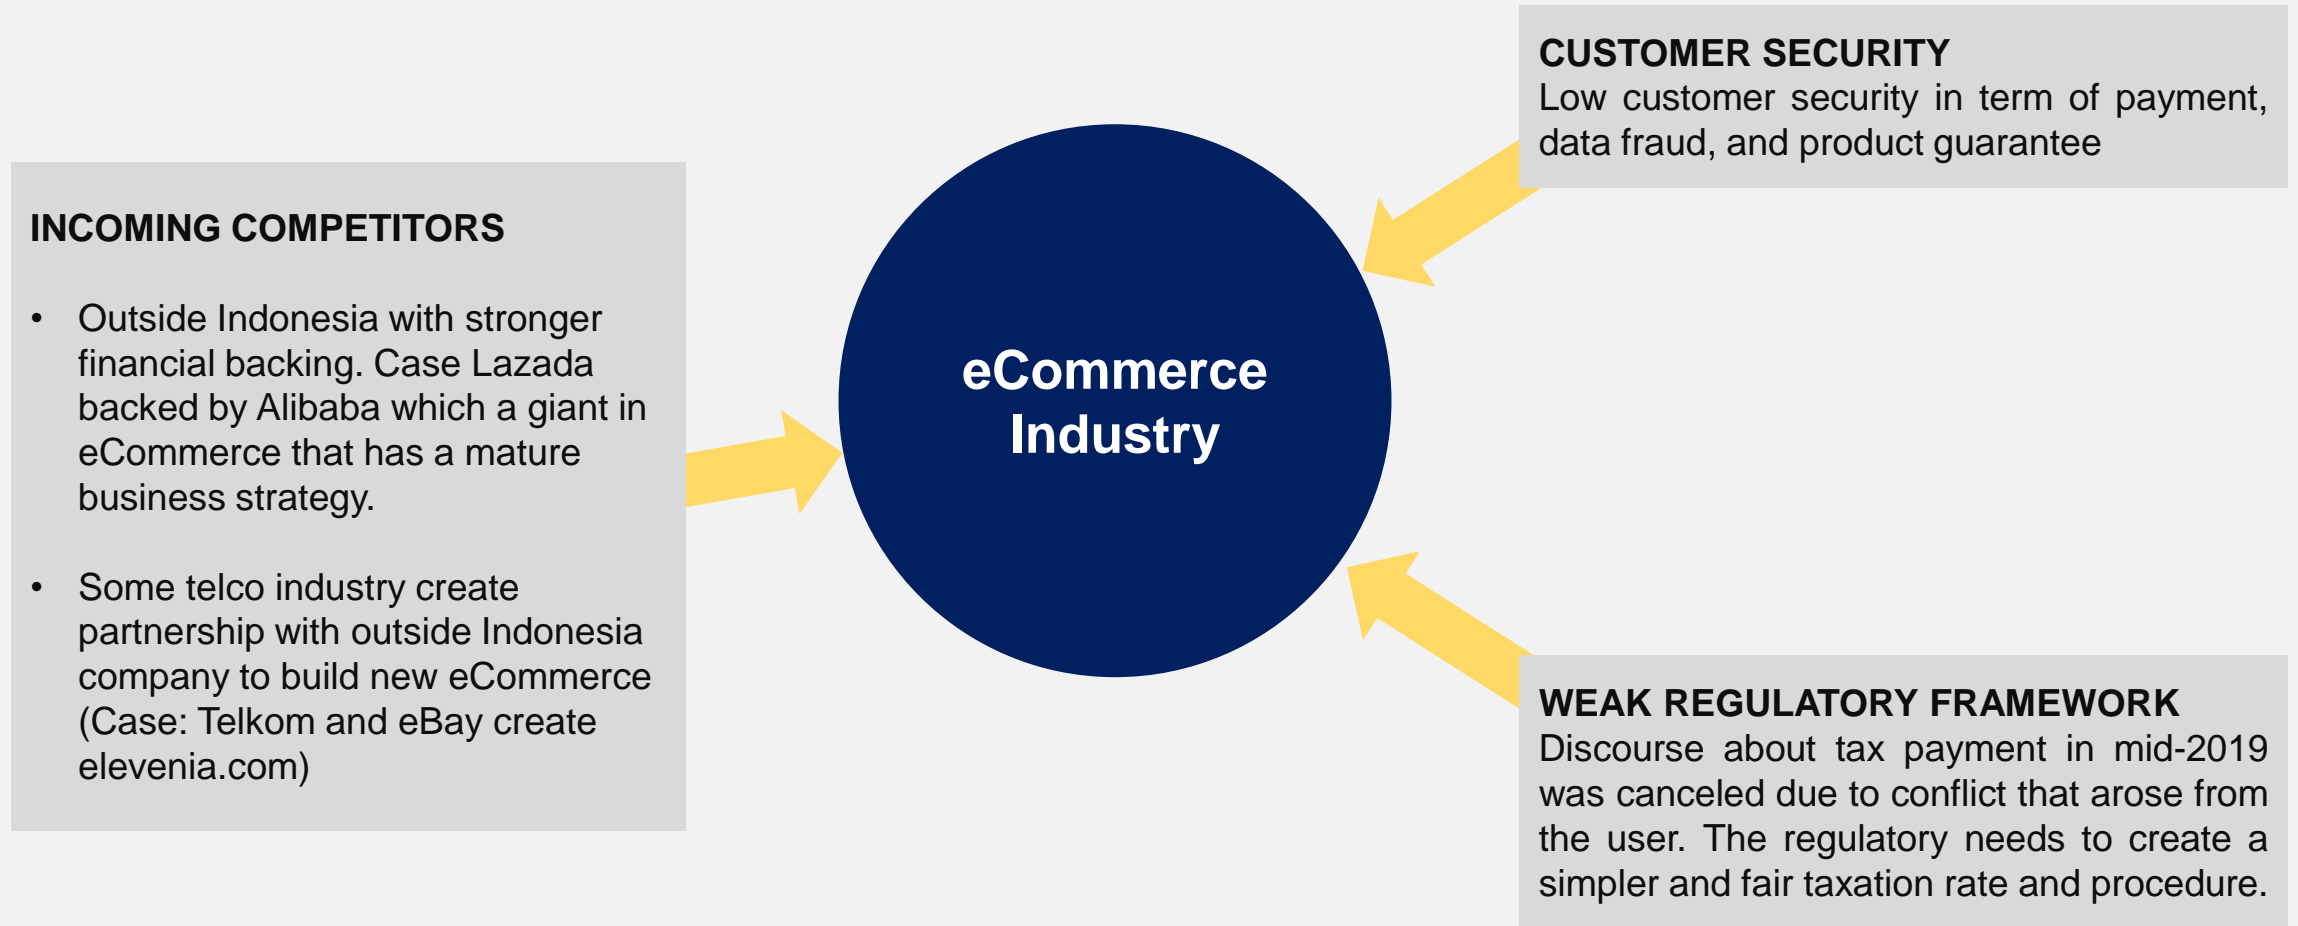 INCOMING COMPETITORS
• Outside Indonesia with stronger
financial backing. Case Lazada
backed by Alibaba which a giant in
eCommerce that has a mature
business strategy.
• Some telco industry create
partnership with outside Indonesia
company to build new eCommerce
(Case: Telkom and eBay create
elevenia.com)
eCommerce
Industry
CUSTOMER SECURITY
Low customer security in term of payment,
data fraud, and product guarantee
WEAK REGULATORY FRAMEWORK
Discourse about tax payment in mid-2019
was canceled due to conflict that arose from
the user. The regulatory needs to create a
simpler and fair taxation rate and procedure.